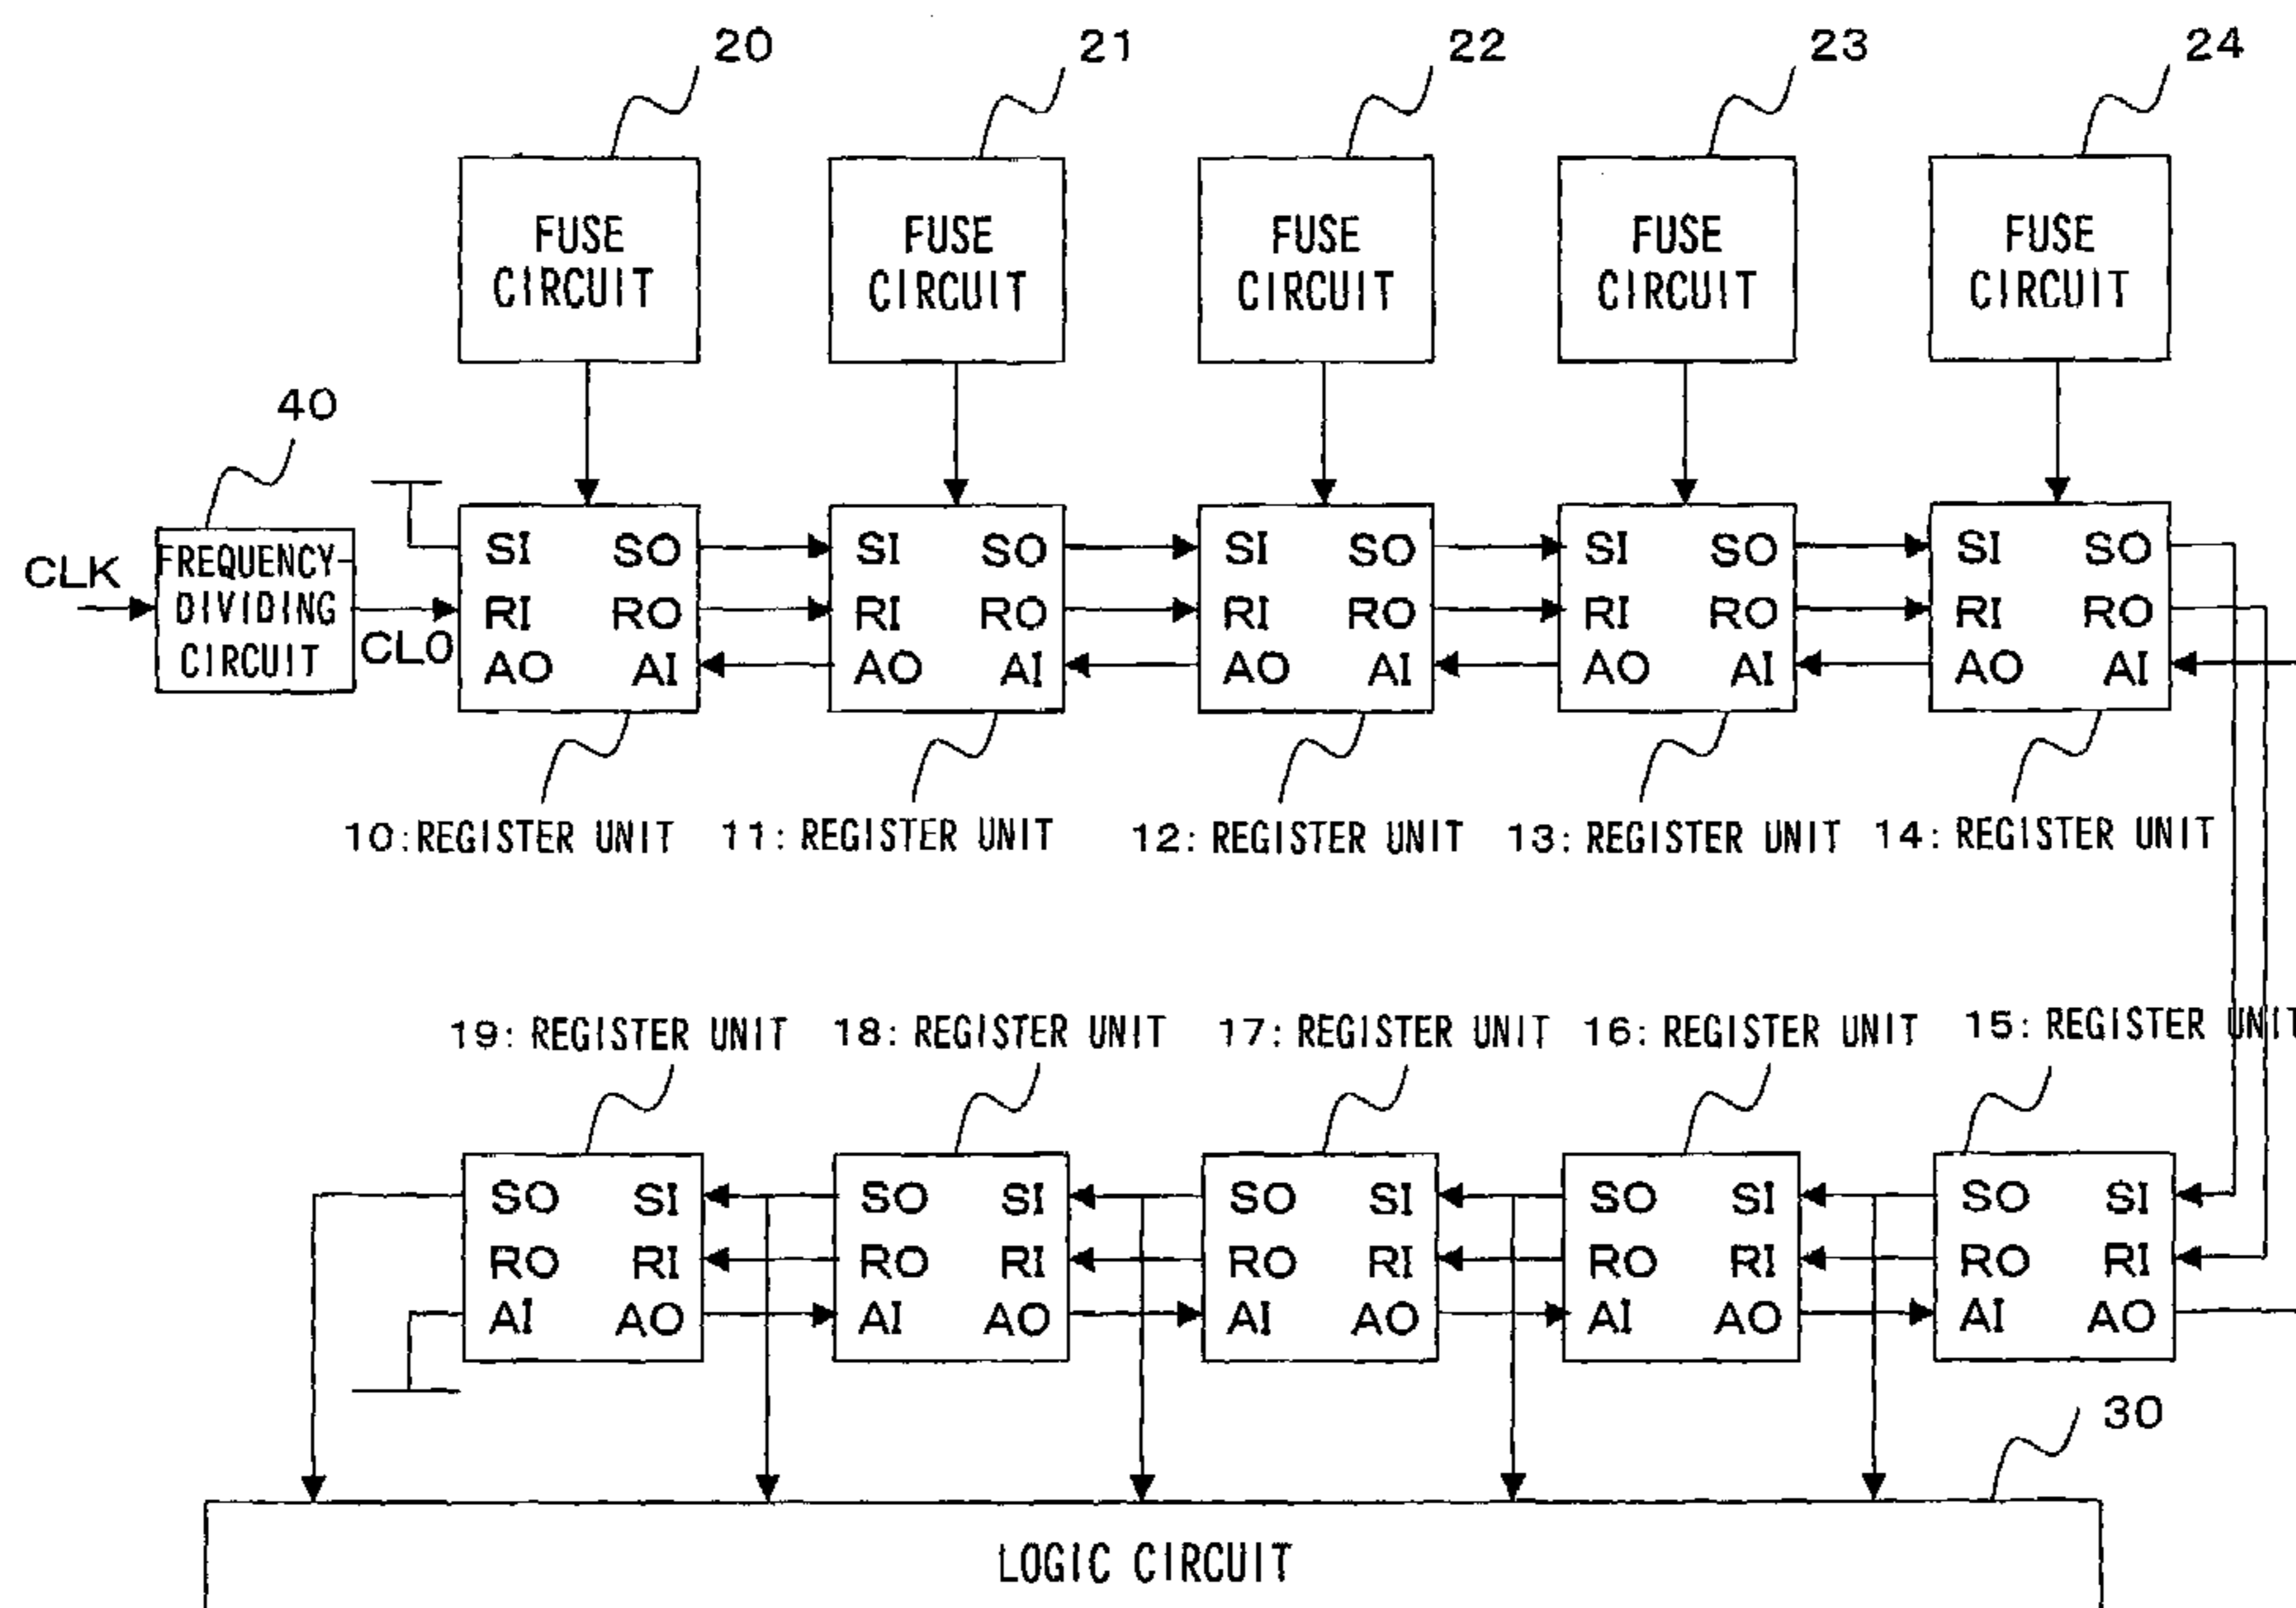 20 21 22 23 24
FUSE CIRCUIT FUSE CIRCUIT FUSE CIRCUIT FUSE CIRCUIT FUSE CIRCUIT
40
CLK
FREQUENCY-
DIVIDING
CIRCUIT
CLO
SI SO SI SO SI SO SI SO SI SO
RI RO RI RO RI RO RI RO RI RO
AO AI AO AI AO AI AO AI AO AI
10: REGISTER UNIT 11: REGISTER UNIT 12: REGISTER UNIT 13: REGISTER UNIT 14: REGISTER UNIT
19: REGISTER UNIT 18: REGISTER UNIT 17: REGISTER UNIT 16: REGISTER UNIT 15: REGISTER UNIT
SO SI SO SI SO SI SO SI SO SI
RO RI RO RI RO RI RO RI RO RI
AI AO AI AO AI AO AI AO AI AO
30
LOGIC CIRCUIT